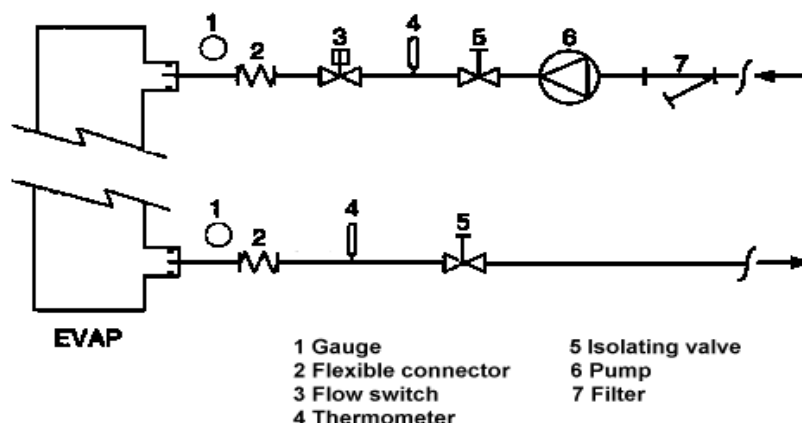 1 2 3 4 5 6 7
1 2 4 5
EVAP
1 Gauge
2 Flexible connector
3 Flow switch
4 Thermometer
5 Isolating valve
6 Pump
7 Filter